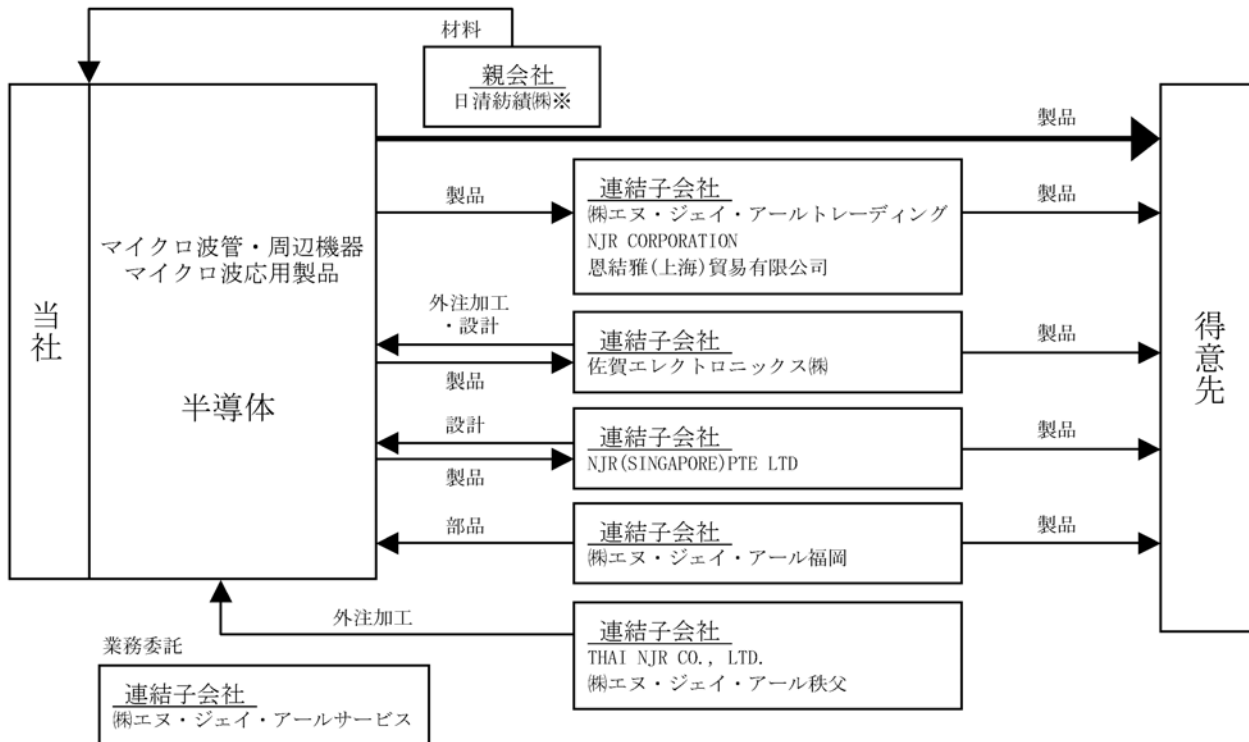 材料
親会社
日清紡績㈱※
当社
マイクロ波管・周辺機器
マイクロ波応用製品
半導体
製品
得意先
製品
連結子会社
㈱エヌ・ジェイ・アールトレーディング
NJR CORPORATION
恩結雅(上海)貿易有限公司
製品
外注加工
・設計
製品
連結子会社
佐賀エレクトロニックス㈱
製品
設計
製品
連結子会社
NJR(SINGAPORE)PTE LTD
製品
部品
連結子会社
㈱エヌ・ジェイ・アール福岡
製品
外注加工
連結子会社
THAI NJR CO., LTD.
㈱エヌ・ジェイ・アール秩父
業務委託
連結子会社
㈱エヌ・ジェイ・アールサービス